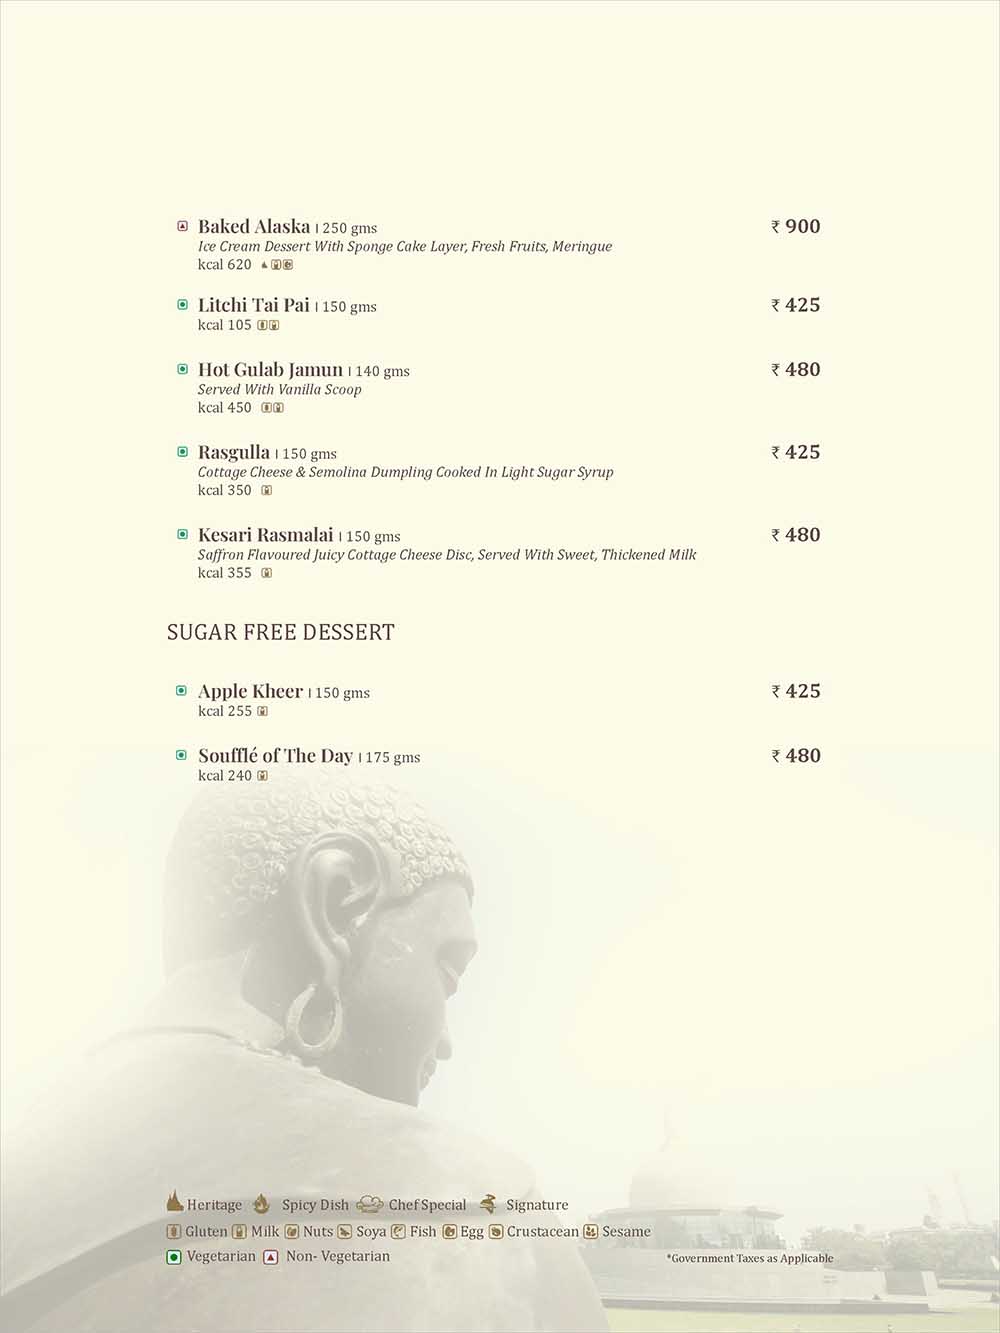 Baked Alaska | 250 gms ₹ 900
Ice Cream Dessert With Sponge Cake Layer, Fresh Fruits, Meringue
kcal 620
Litchi Tai Pai | 150 gms ₹ 425
kcal 105
Hot Gulab Jamun | 140 gms ₹ 480
Served With Vanilla Scoop
kcal 450
Rasgulla | 150 gms ₹ 425
Cottage Cheese & Semolina Dumpling Cooked In Light Sugar Syrup
kcal 350
Kesari Rasmalai | 150 gms ₹ 480
Saffron Flavoured Juicy Cottage Cheese Disc, Served With Sweet, Thickened Milk
kcal 355
SUGAR FREE DESSERT
Apple Kheer | 150 gms ₹ 425
kcal 255
Soufflé of The Day | 175 gms ₹ 480
kcal 240
Heritage Spicy Dish Chef Special Signature
Gluten Milk Nuts Soya Fish Egg Crustacean Sesame
Vegetarian Non- Vegetarian *Government Taxes as Applicable